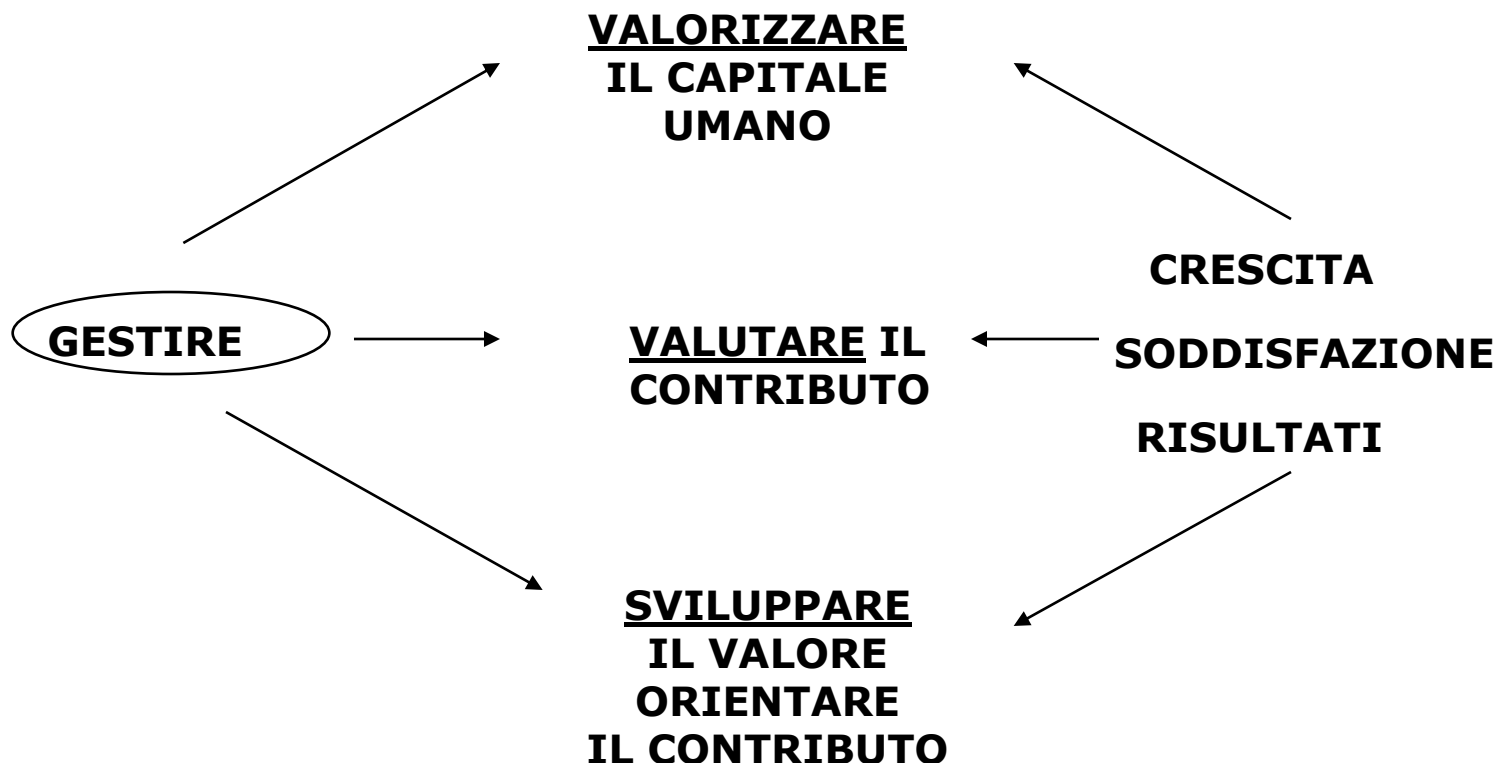 VALORIZZARE
IL CAPITALE
UMANO
GESTIRE
VALUTARE IL
CONTRIBUTO
CRESCITA
SODDISFAZIONE
RISULTATI
SVILUPPARE
IL VALORE
ORIENTARE
IL CONTRIBUTO